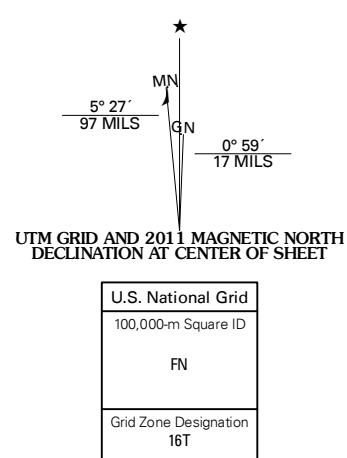 ★
MN
5° 27´
97 MILS
GN
0° 59´
17 MILS
UTM GRID AND 2011 MAGNETIC NORTH
DECLINATION AT CENTER OF SHEET
U.S. National Grid
100,000-m Square ID
FN
Grid Zone Designation
16T